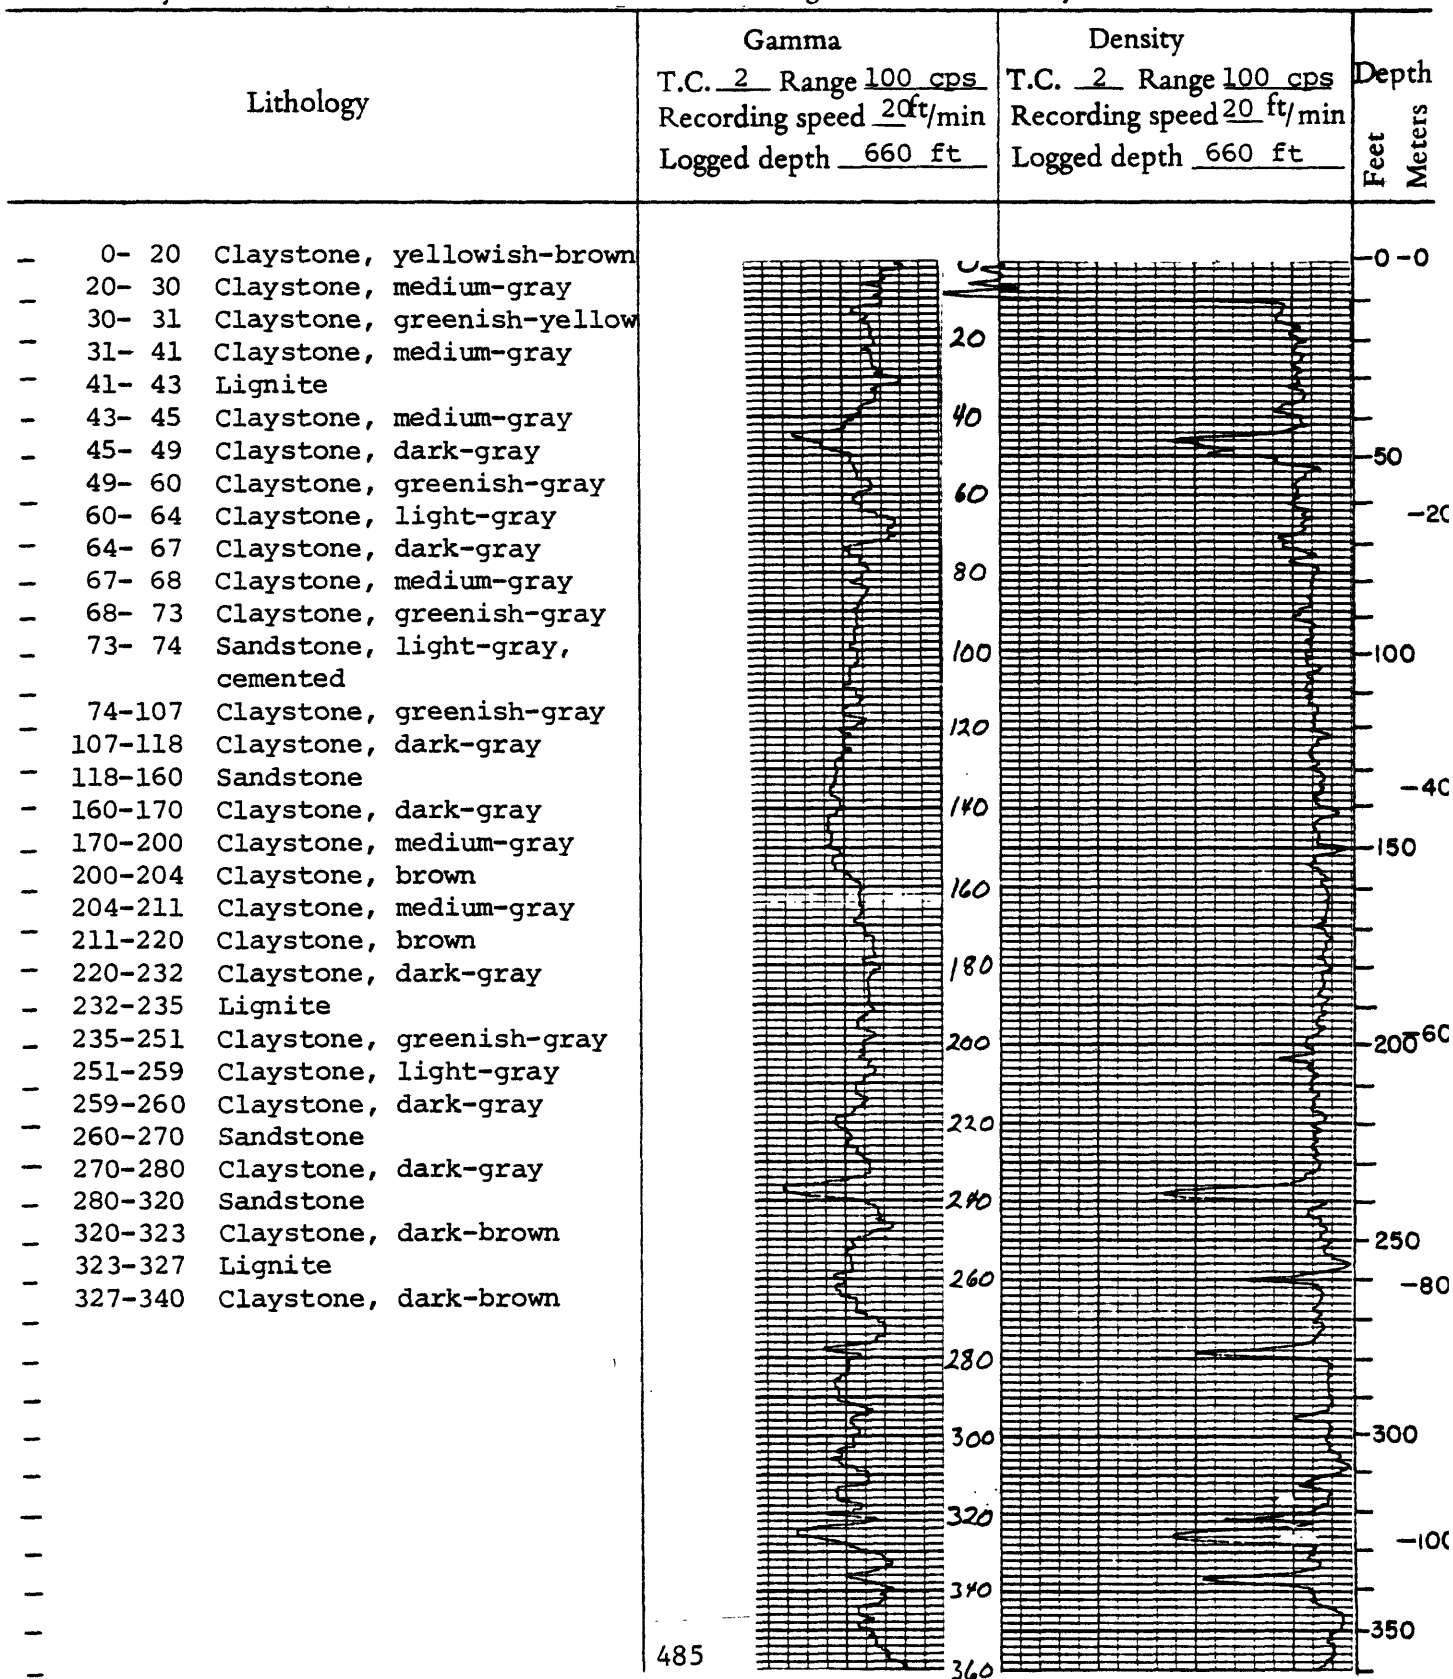 Lithology
Gamma
T.C. 2 Range 100 cps
Recording speed 20 ft/min
Logged depth 660 ft
Density
T.C. 2 Range 100 cps
Recording speed 20 ft/min
Logged depth 660 ft
Depth
Feet
Meters
0- 20 Claystone, yellowish-brown
20- 30 Claystone, medium-gray
30- 31 Claystone, greenish-yellow
31- 41 Claystone, medium-gray
41- 43 Lignite
43- 45 Claystone, medium-gray
45- 49 Claystone, dark-gray
49- 60 Claystone, greenish-gray
60- 64 Claystone, light-gray
64- 67 Claystone, dark-gray
67- 68 Claystone, medium-gray
68- 73 Claystone, greenish-gray
73- 74 Sandstone, light-gray,
cemented
74-107 Claystone, greenish-gray
107-118 Claystone, dark-gray
118-160 Sandstone
160-170 Claystone, dark-gray
170-200 Claystone, medium-gray
200-204 Claystone, brown
204-211 Claystone, medium-gray
211-220 Claystone, brown
220-232 Claystone, dark-gray
232-235 Lignite
235-251 Claystone, greenish-gray
251-259 Claystone, light-gray
259-260 Claystone, dark-gray
260-270 Sandstone
270-280 Claystone, dark-gray
280-320 Sandstone
320-323 Claystone, dark-brown
323-327 Lignite
327-340 Claystone, dark-brown
20
40
60
80
100
120
140
160
180
200
220
240
260
280
300
320
340
360
0 -0
50
-20
100
-40
150
200 -60
250
-80
300
-100
350
485